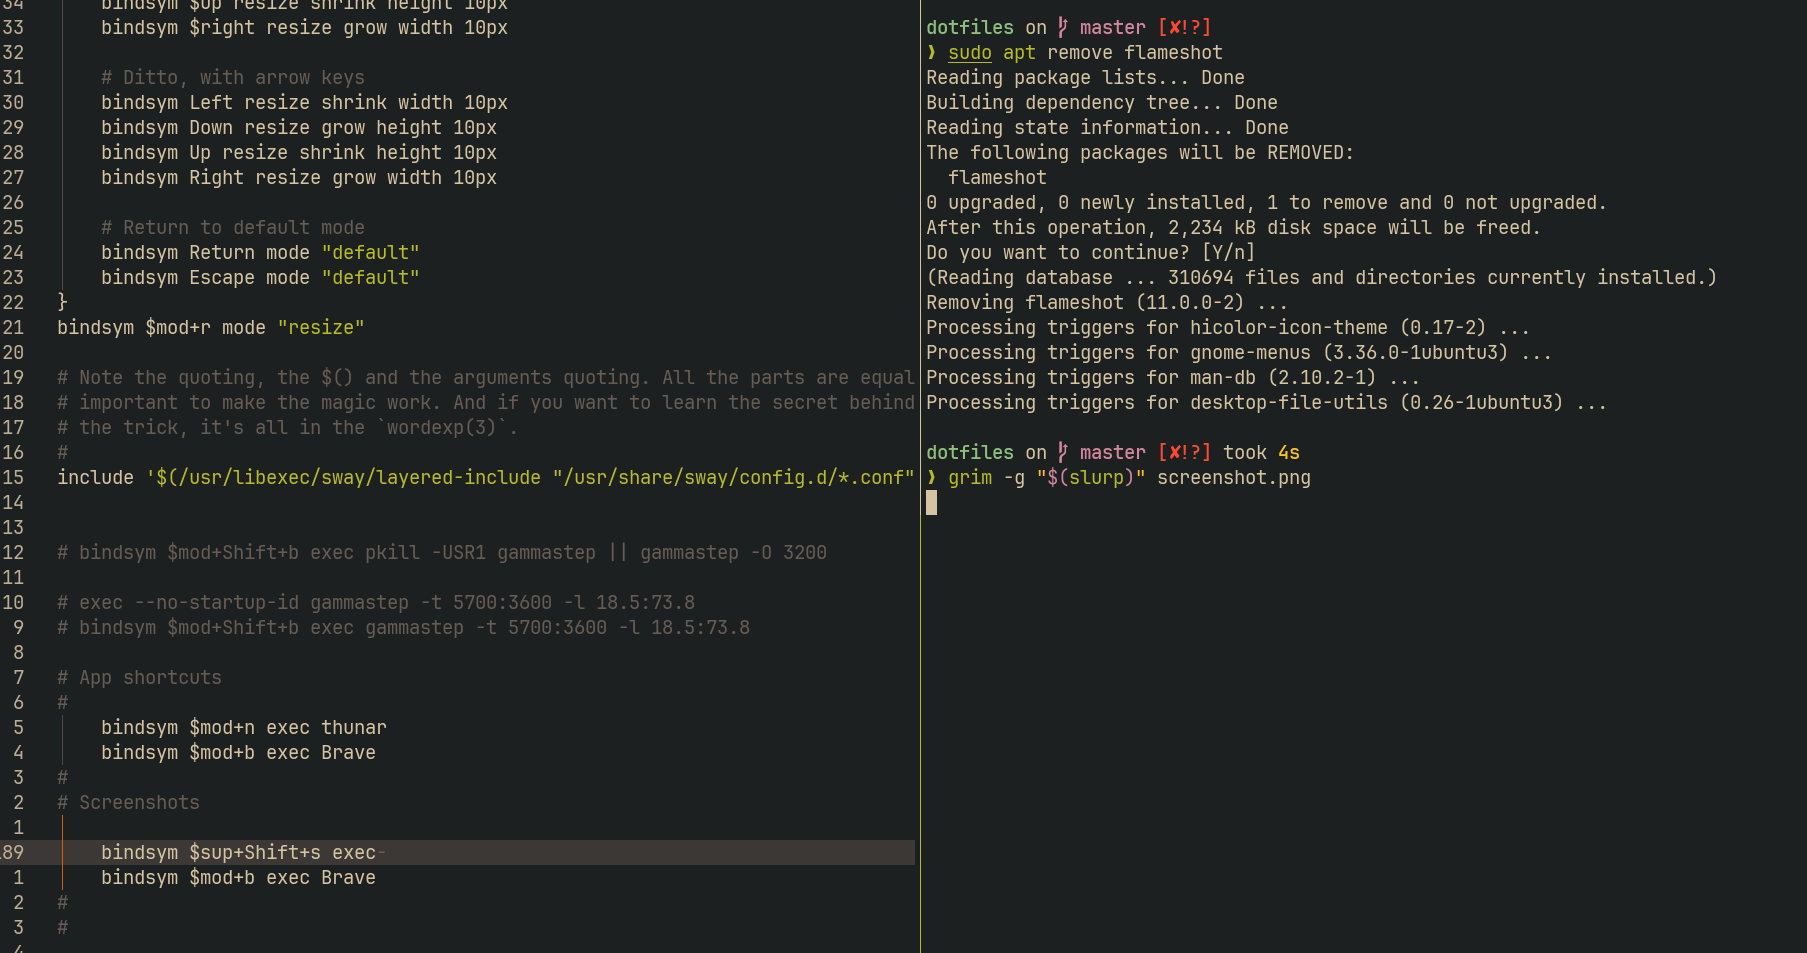 34 bindsym $up resize shrink height 10px
33 bindsym $right resize grow width 10px
32
31 # Ditto, with arrow keys
30 bindsym Left resize shrink width 10px
29 bindsym Down resize grow height 10px
28 bindsym Up resize shrink height 10px
27 bindsym Right resize grow width 10px
26
25 # Return to default mode
24 bindsym Return mode "default"
23 bindsym Escape mode "default"
22 }
21 bindsym $mod+r mode "resize"
20
19 # Note the quoting, the $() and the arguments quoting. All the parts are equal
18 # important to make the magic work. And if you want to learn the secret behind
17 # the trick, it's all in the `wordexp(3)`.
16 #
15 include '$(/usr/libexec/sway/layered-include "/usr/share/sway/config.d/*.conf"
14
13
12 # bindsym $mod+Shift+b exec pkill -USR1 gammastep || gammastep -O 3200
11
10 # exec --no-startup-id gammastep -t 5700:3600 -l 18.5:73.8
9 # bindsym $mod+Shift+b exec gammastep -t 5700:3600 -l 18.5:73.8
8
7 # App shortcuts
6 #
5 bindsym $mod+n exec thunar
4 bindsym $mod+b exec Brave
3 #
2 # Screenshots
1
89 bindsym $sup+Shift+s exec-
1 bindsym $mod+b exec Brave
2 #
3 #
4
dotfiles on master [✘!?]
❯ sudo apt remove flameshot
Reading package lists... Done
Building dependency tree... Done
Reading state information... Done
The following packages will be REMOVED:
flameshot
0 upgraded, 0 newly installed, 1 to remove and 0 not upgraded.
After this operation, 2,234 kB disk space will be freed.
Do you want to continue? [Y/n]
(Reading database ... 310694 files and directories currently installed.)
Removing flameshot (11.0.0-2) ...
Processing triggers for hicolor-icon-theme (0.17-2) ...
Processing triggers for gnome-menus (3.36.0-1ubuntu3) ...
Processing triggers for man-db (2.10.2-1) ...
Processing triggers for desktop-file-utils (0.26-1ubuntu3) ...
dotfiles on master [✘!?] took 4s
❯ grim -g "$(slurp)" screenshot.png